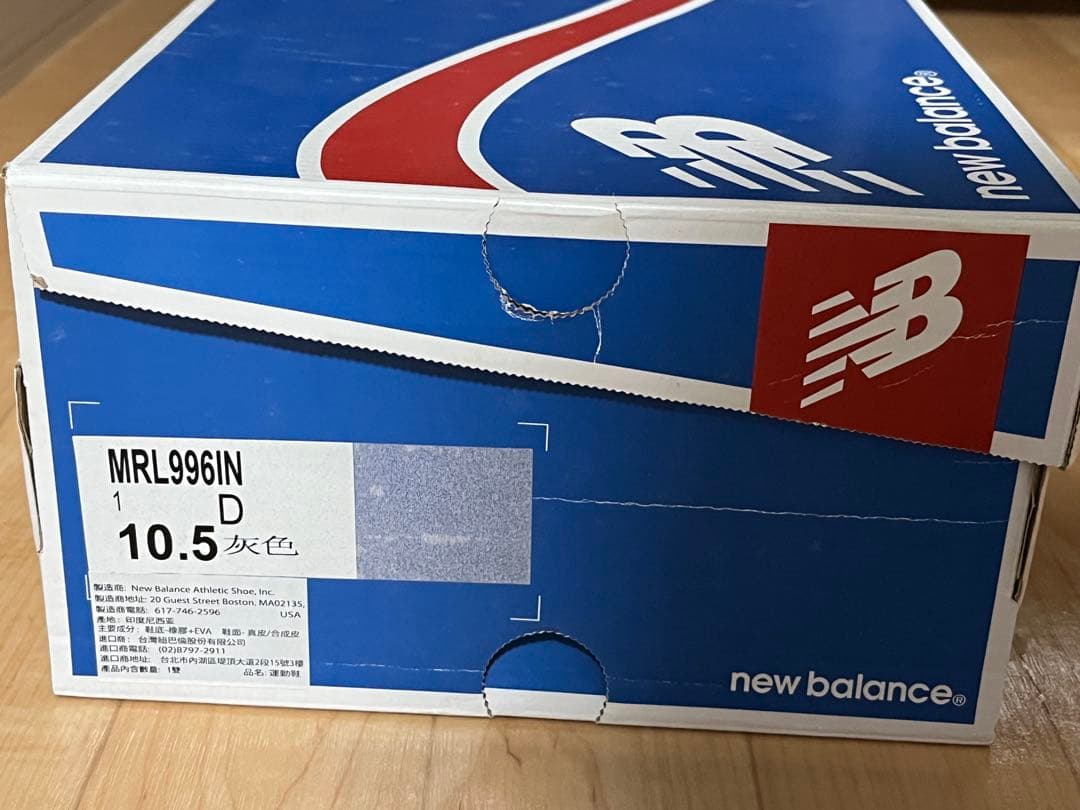 new balance®
NB
MRL996IN
1 D
10.5 灰色
製造商: New Balance Athletic Shoe, Inc.
製造商地址: 20 Guest Street Boston, MA02135,
USA
製造商電話: 617-746-2596
產地: 印度尼西亞
主要成分: 鞋底-橡膠+EVA 鞋面- 真皮/合成皮
進口商: 台灣紐巴倫股份有限公司
進口商電話: (02)8797-2911
進口商地址: 台北市內湖區堤頂大道2段15號3樓
產品內含數量: 1雙 品名: 運動鞋
new balance®